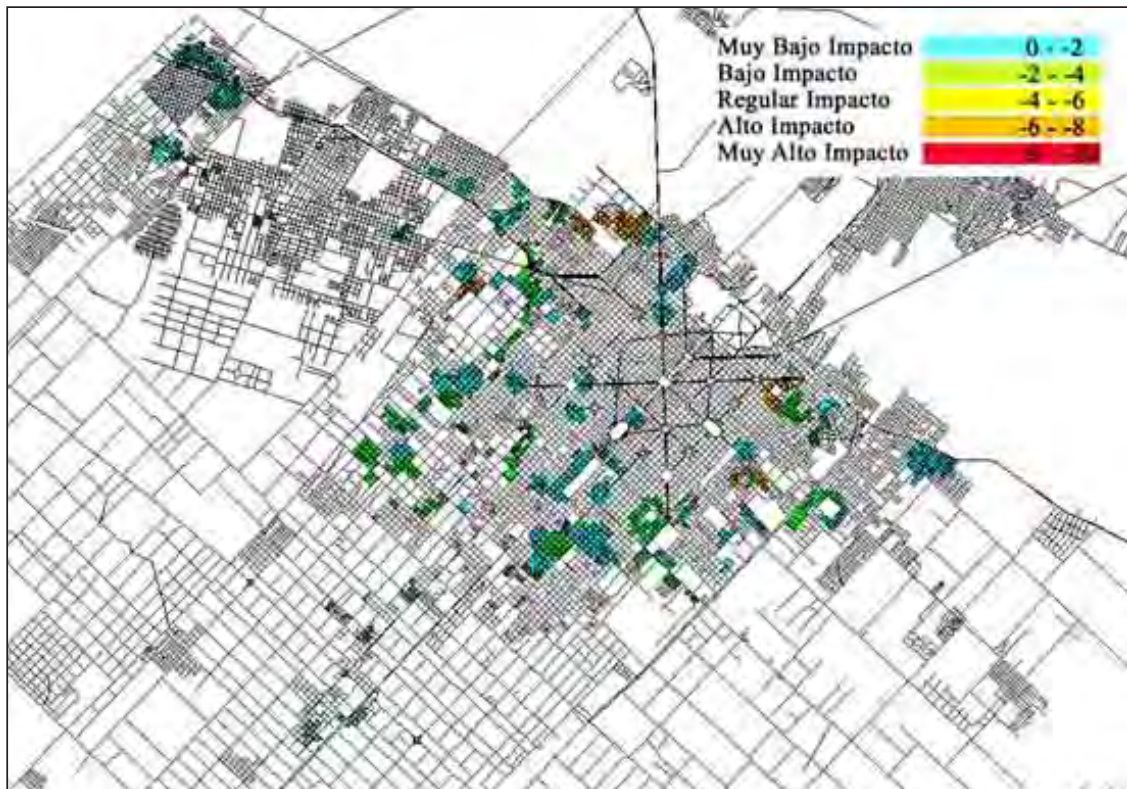 Muy Bajo Impacto 0 - -2
Bajo Impacto -2 - -4
Regular Impacto -4 - -6
Alto Impacto -6 - -8
Muy Alto Impacto